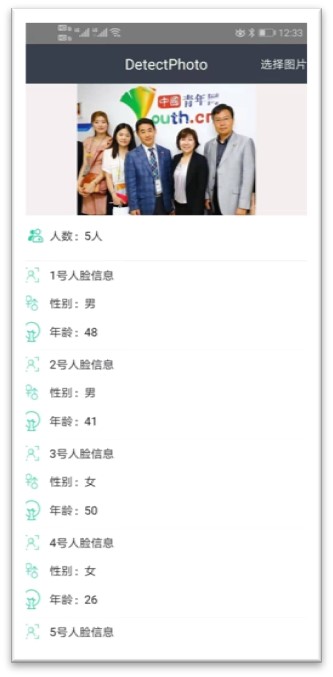 12:33
DetectPhoto
选择图片
中國青年
outh.cn
人数：5人
1号人脸信息
性别：男
年龄：48
2号人脸信息
性别：男
年龄：41
3号人脸信息
性别：女
年龄：50
4号人脸信息
性别：女
年龄：26
5号人脸信息